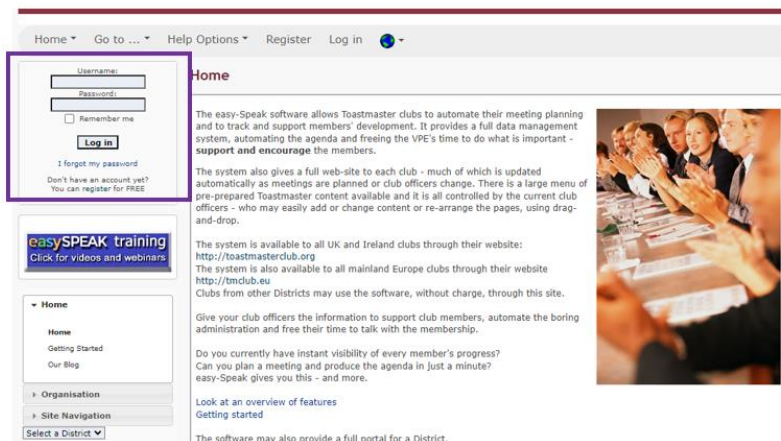 Home Go to ... Help Options Register Log in
Username:
Password:
Remember me
Log in
I forgot my password
Don't have an account yet?
You can register for FREE
easySPEAK training
Click for videos and webinars
Home
Home
Getting Started
Our Blog
Organisation
Site Navigation
Select a District
Home
The easy-Speak software allows Toastmaster clubs to automate their meeting planning
and to track and support members' development. It provides a full data management
system, automating the agenda and freeing the VPE's time to do what is important -
support and encourage the members.
The system also gives a full web-site to each club - much of which is updated
automatically as meetings are planned or club officers change. There is a large menu of
pre-prepared Toastmaster content available and it is all controlled by the current club
officers - who may easily add or change content or re-arrange the pages, using drag-
and-drop.
The system is available to all UK and Ireland clubs through their website:
http://toastmasterclub.org
The system is also available to all mainland Europe clubs through their website
http://tmclub.eu
Clubs from other Districts may use the software, without charge, through this site.
Give your club officers the information to support club members, automate the boring
administration and free their time to talk with the membership.
Do you currently have instant visibility of every member's progress?
Can you plan a meeting and produce the agenda in just a minute?
easy-Speak gives you this - and more.
Look at an overview of features
Getting started
The software may also provide a full portal for a District.